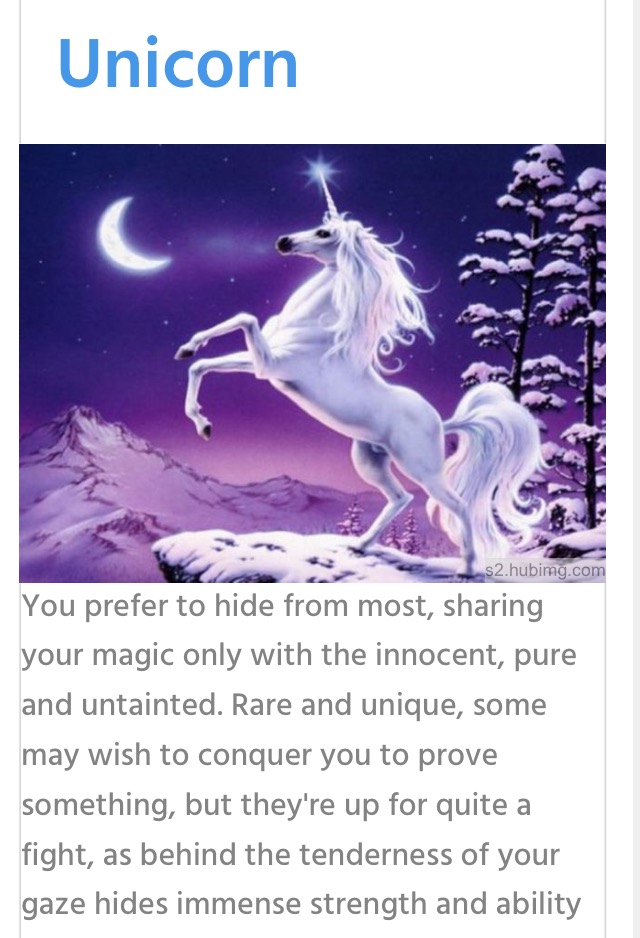 Unicorn
s2.hubimg.com
You prefer to hide from most, sharing
your magic only with the innocent, pure
and untainted. Rare and unique, some
may wish to conquer you to prove
something, but they're up for quite a
fight, as behind the tenderness of your
gaze hides immense strength and ability